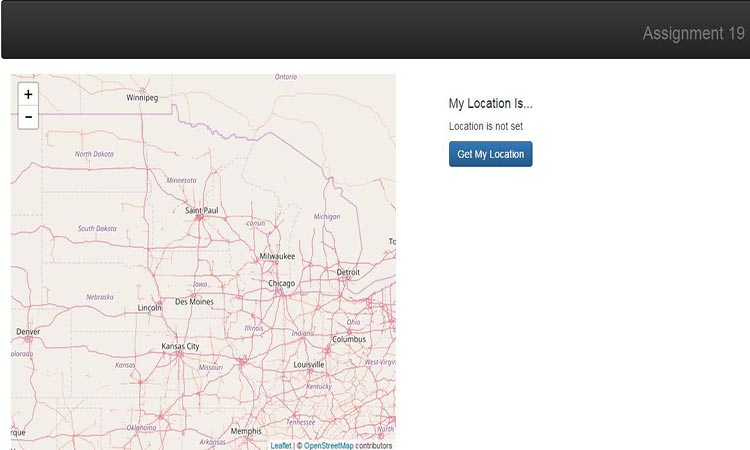 Assignment 19
+
-
My Location Is...
Location is not set
Get My Location
Ontario
Winnipeg
North Dakota
Minnesota
Saint Paul
South Dakota
consin
Michigan
To
Milwaukee
Detroit
Chicago
Iowa
Nebraska
Des Moines
Lincoln
Denver
Illinois
Indiana
Ohio
Columbus
Kansas City
olorado
Kansas
Missouri
Louisville
West Virgin
Kentucky
Tennessee
Oklahoma
Memphis
North
rque
Arkansas
Leaflet | © OpenStreetMap contributors